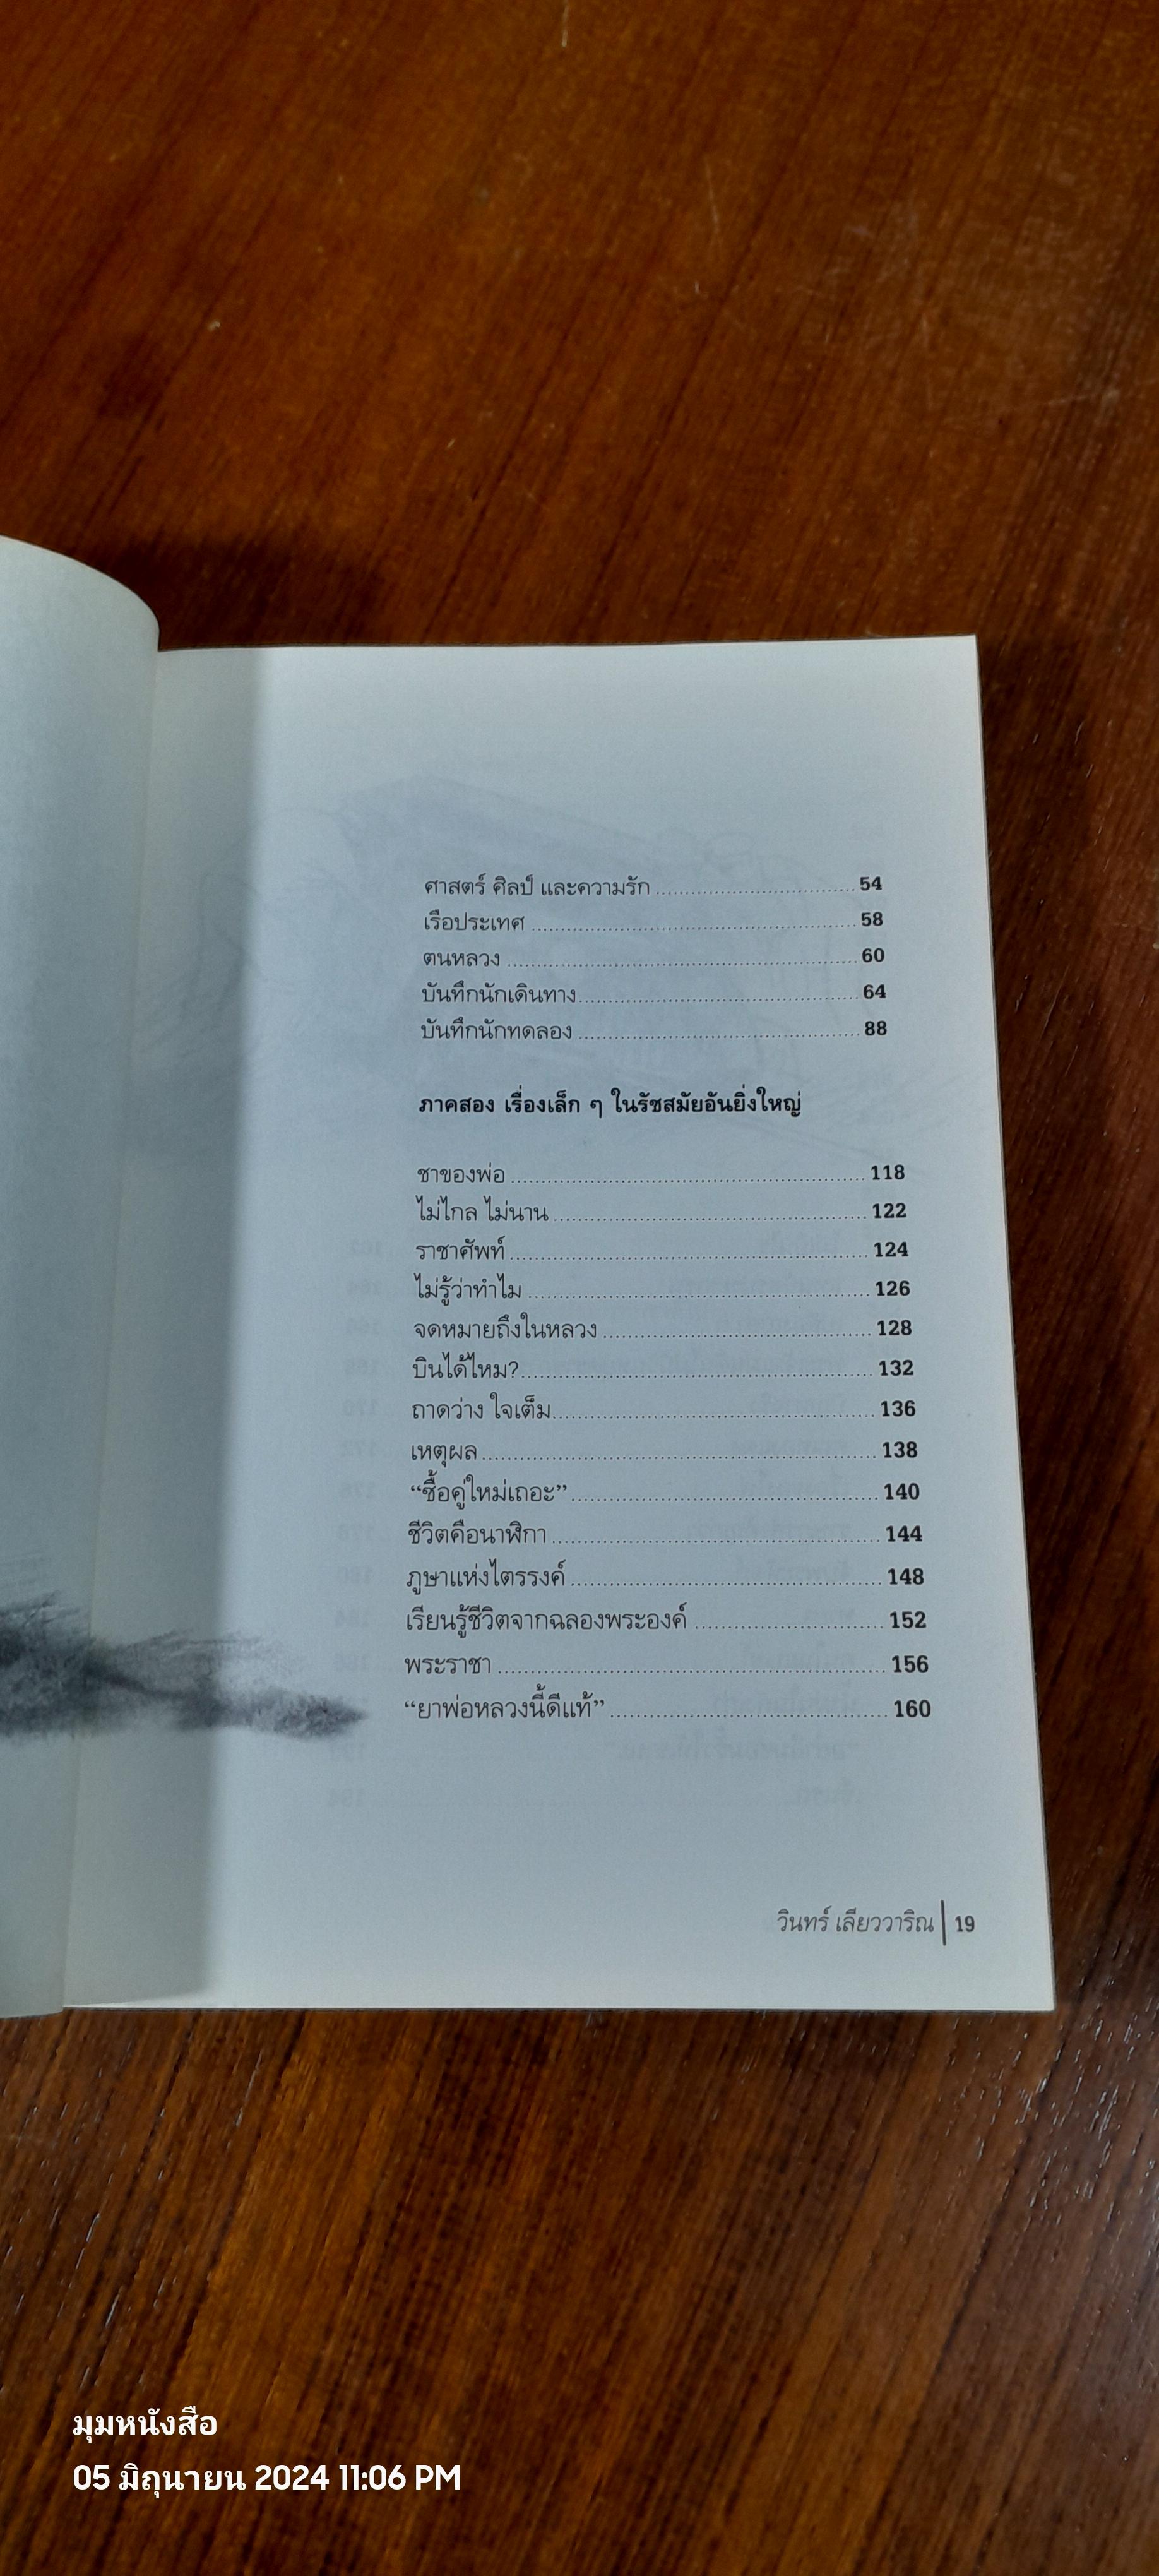 ศาสตร์ ศิลป์ และความรัก ........................................ 54
เรือประเทศ ........................................ 58
ตนหลวง ........................................ 60
บันทึกนักเดินทาง ........................................ 64
บันทึกนักทดลอง ........................................ 88
ภาคสอง เรื่องเล็ก ๆ ในรัชสมัยอันยิ่งใหญ่
ชาของพ่อ ........................................ 118
ไม่ไกล ไม่นาน ........................................ 122
ราชาศัพท์ ........................................ 124
ไม่รู้ว่าทำไม ........................................ 126
จดหมายถึงในหลวง ........................................ 128
บินได้ไหม? ........................................ 132
ถาดว่าง ใจเต็ม ........................................ 136
เหตุผล ........................................ 138
“ซื้อคู่ใหม่เถอะ” ........................................ 140
ชีวิตคือนาฬิกา ........................................ 144
ภูษาแห่งไตรรงค์ ........................................ 148
เรียนรู้ชีวิตจากฉลองพระองค์ ........................................ 152
พระราชา ........................................ 156
“ยาพ่อหลวงนี้ดีแท้” ........................................ 160
วินทร์ เลียววาริณ | 19
มุมหนังสือ
05 มิถุนายน 2024 11:06 PM